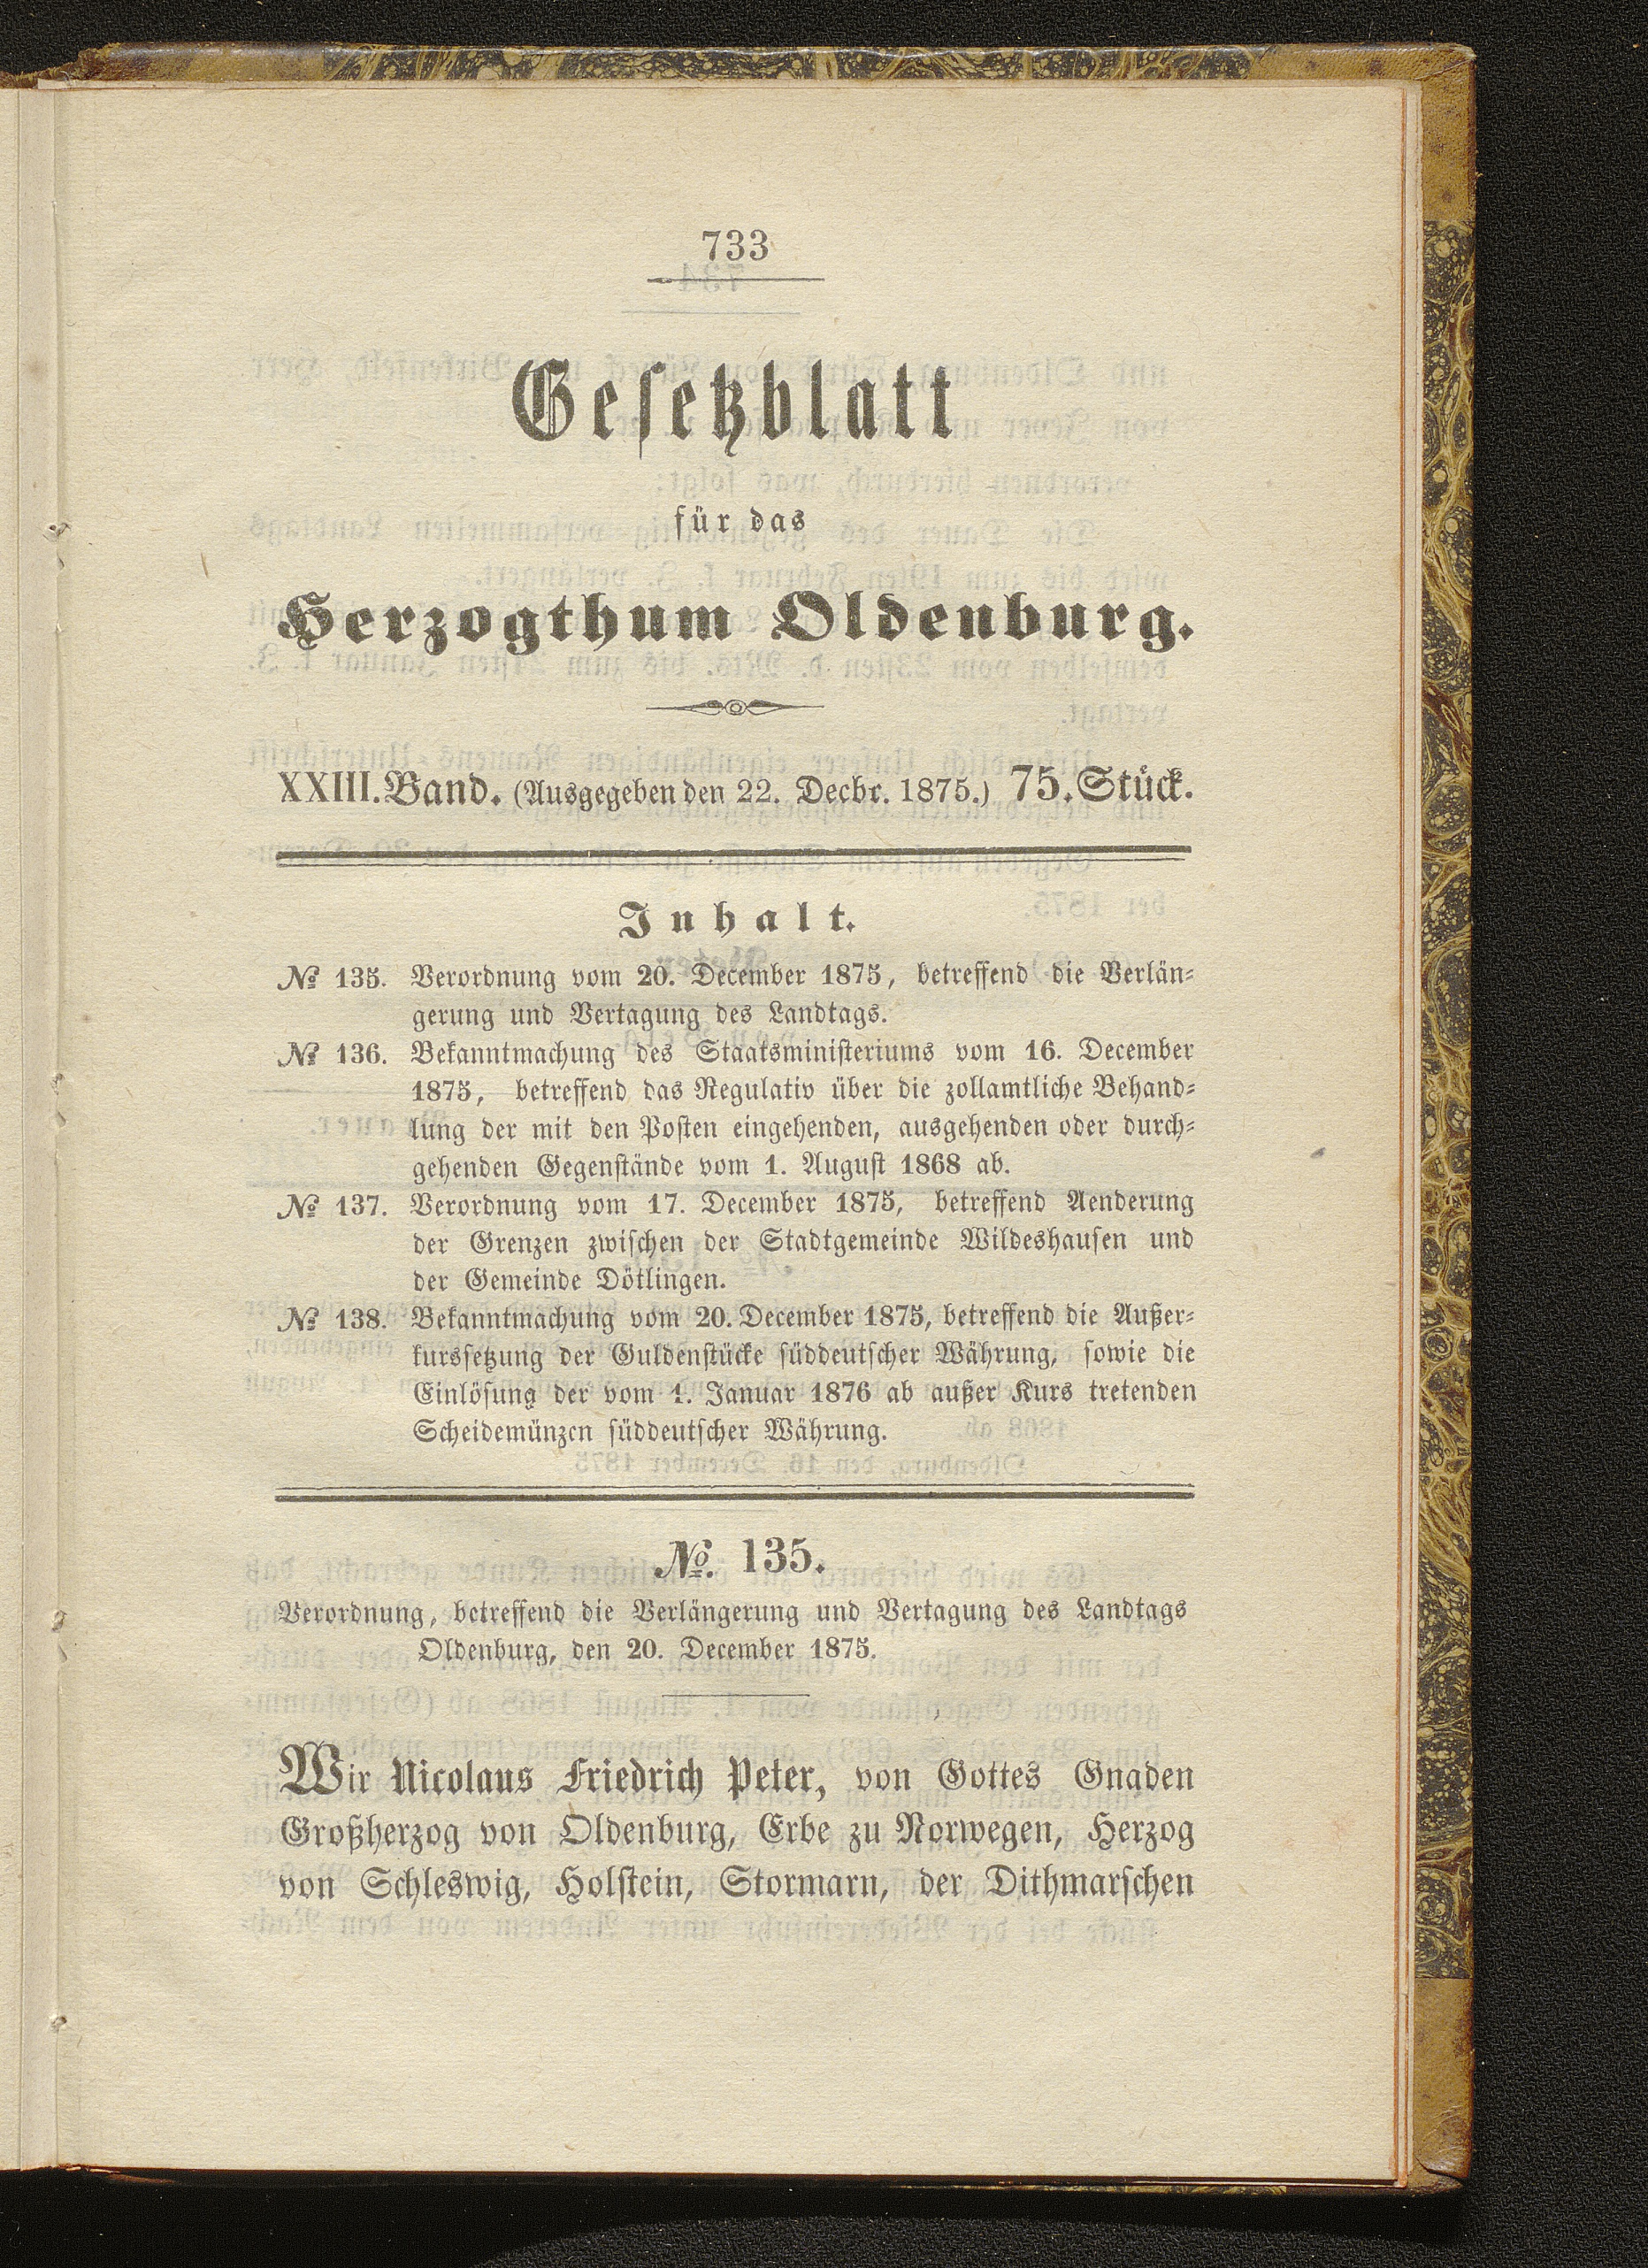 733
Gesetzblatt
für das
Herzogthum Oldenburg.
XXIII. Band. (Ausgegeben den 22. Decbr. 1875.) 75. Stück.
Inhalt.
№ 135. Verordnung vom 20. December 1875, betreffend die Verlän-
gerung und Vertagung des Landtags.
№ 136. Bekanntmachung des Staatsministeriums vom 16. December
1875, betreffend das Regulativ über die zollamtliche Behand-
lung der mit den Posten eingehenden, ausgehenden oder durch-
gehenden Gegenstände vom 1. August 1868 ab.
№ 137. Verordnung vom 17. December 1875, betreffend Aenderung
der Grenzen zwischen der Stadtgemeinde Wildeshausen und
der Gemeinde Dötlingen.
№ 138. Bekanntmachung vom 20. December 1875, betreffend die Außer-
kurssetzung der Guldenstücke süddeutscher Währung, sowie die
Einlösung der vom 1. Januar 1876 ab außer Kurs tretenden
Scheidemünzen süddeutscher Währung.
№. 135.
Verordnung, betreffend die Verlängerung und Vertagung des Landtags
Oldenburg, den 20. December 1875.
Wir Nicolaus Friedrich Peter, von Gottes Gnaden
Großherzog von Oldenburg, Erbe zu Norwegen, Herzog
von Schleswig, Holstein, Stormarn, der Dithmarschen